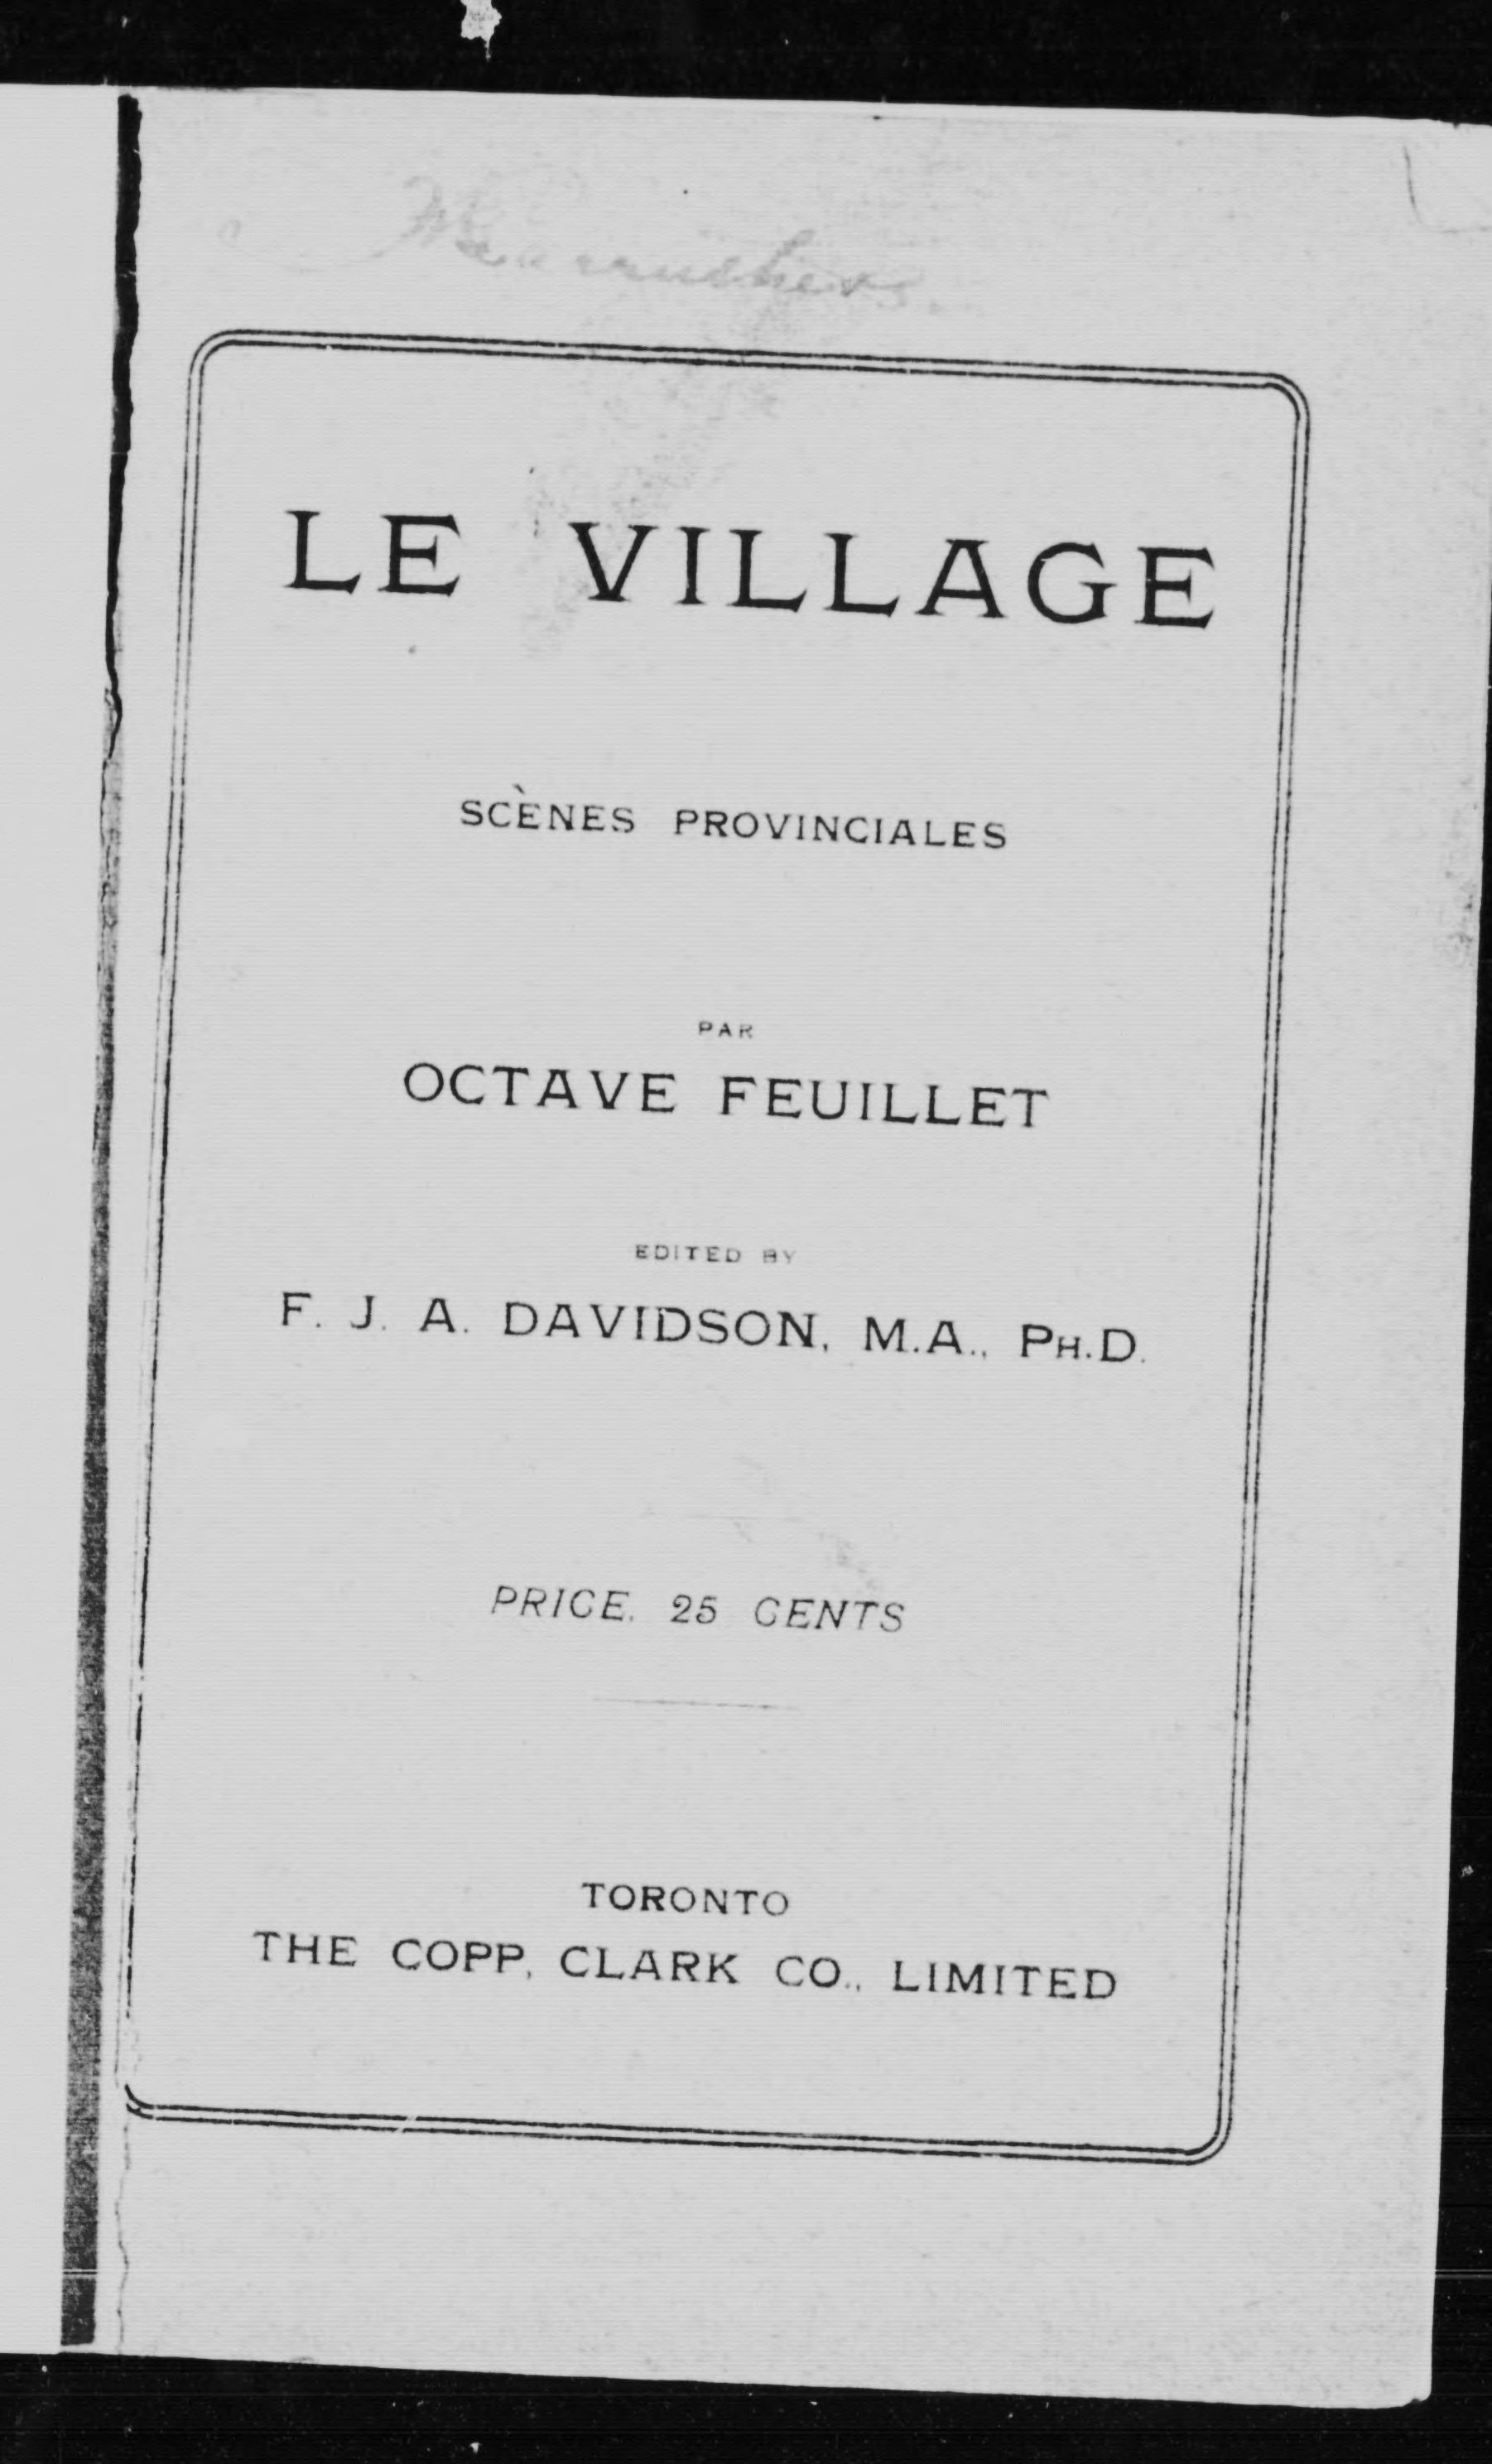 LE VILLAGE
SCÈNES PROVINCIALES
PAR
OCTAVE FEUILLET
EDITED BY
F. J. A. DAVIDSON, M.A., PH.D.
PRICE, 25 CENTS
TORONTO
THE COPP, CLARK CO., LIMITED